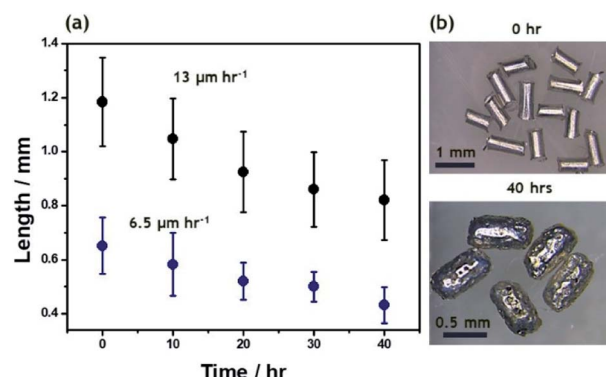 (a)
1.4
1.2
1.0
0.8
0.6
0.4
Length / mm
13 µm hr⁻¹
6.5 µm hr⁻¹
0
10
20
30
40
Time / hr
(b)
0 hr
1 mm
40 hrs
0.5 mm